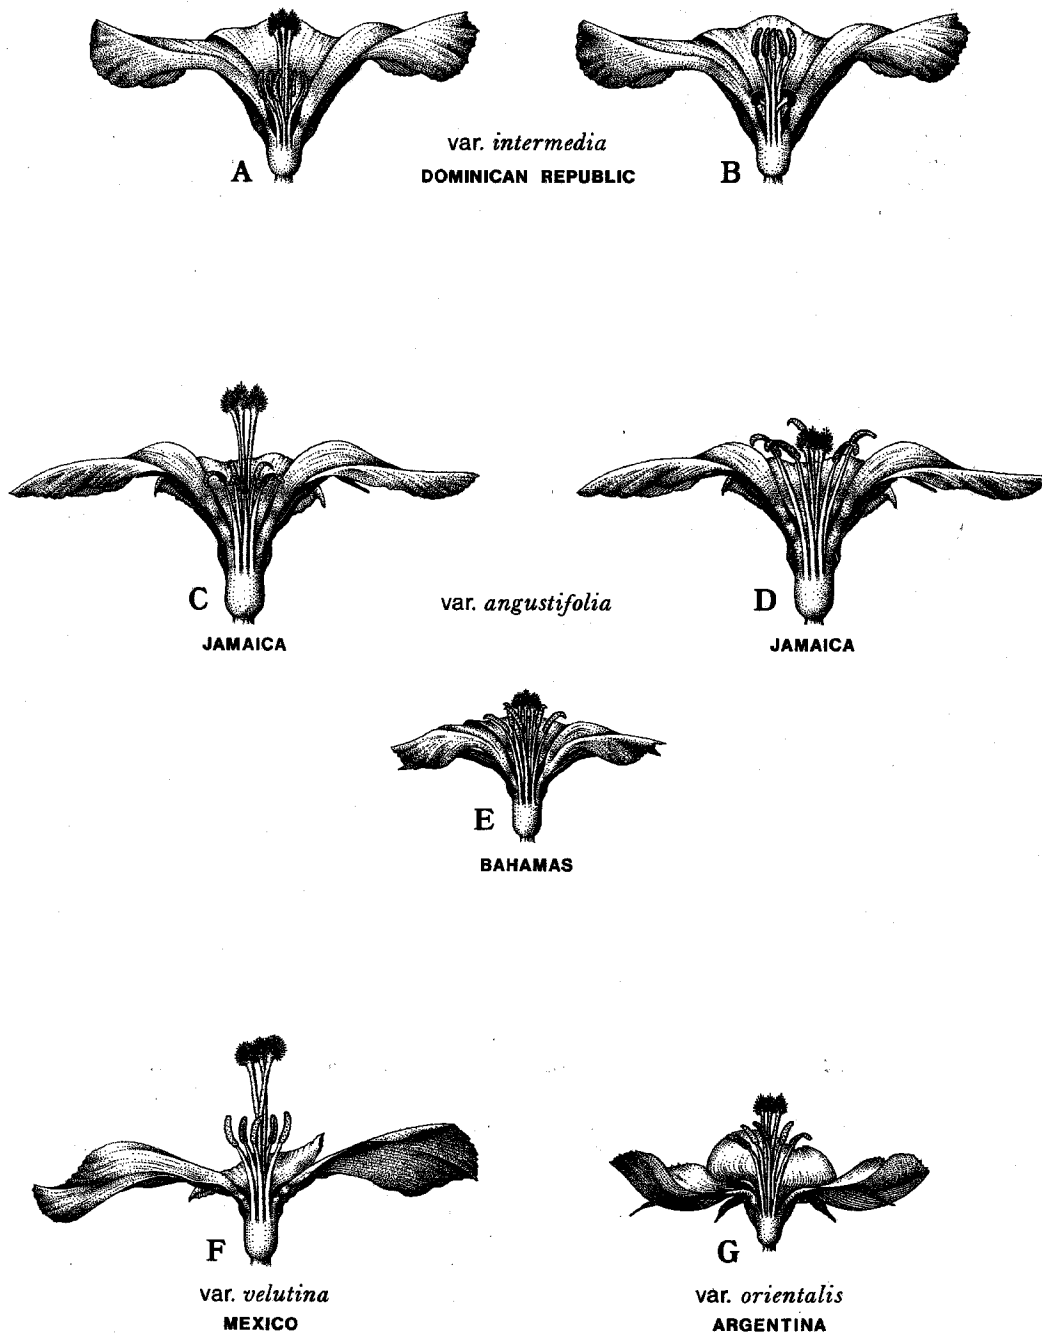 A
B
var. intermedia
DOMINICAN REPUBLIC
C
var. angustifolia
D
JAMAICA
JAMAICA
E
BAHAMAS
F
G
var. velutina
MEXICO
var. orientalis
ARGENTINA